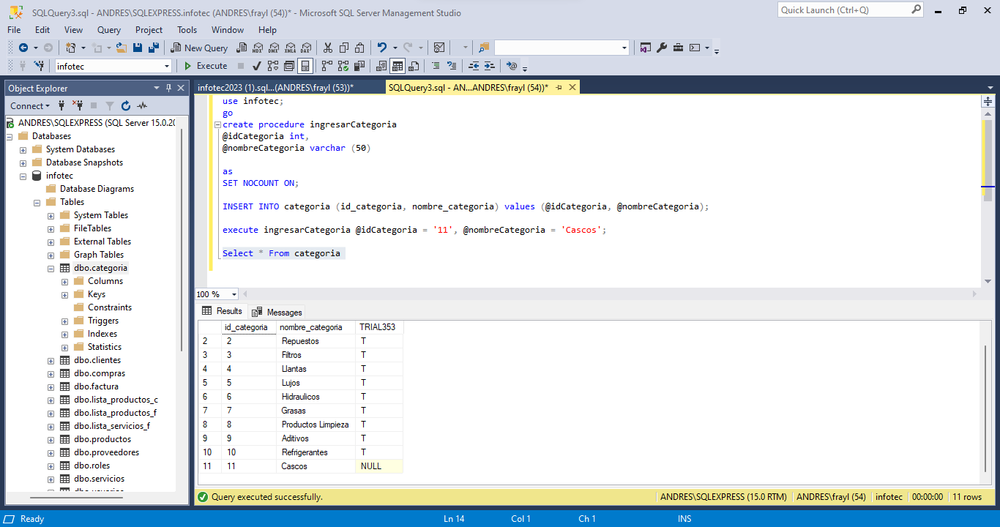 SQLQuery3.sql - ANDRES\SQLEXPRESS.infotec (ANDRES\frayl (54))* - Microsoft SQL Server Management Studio
Quick Launch (Ctrl+Q)
File Edit View Query Project Tools Window Help
New Query MDX DMX XMLA DAX
infotec Execute
Object Explorer
infotec2023 (1).sql...(ANDRES\frayl (53))* SQLQuery3.sql - AN...ANDRES\frayl (54))*
Connect
ANDRES\SQLEXPRESS (SQL Server 15.0.20
Databases
System Databases
Database Snapshots
infotec
Database Diagrams
Tables
System Tables
FileTables
External Tables
Graph Tables
dbo.categoria
Columns
Keys
Constraints
Triggers
Indexes
Statistics
dbo.clientes
dbo.compras
dbo.factura
dbo.lista_productos_c
dbo.lista_productos_f
dbo.lista_servicios_f
dbo.productos
dbo.proveedores
dbo.roles
dbo.servicios
dbo.usuarios
use infotec;
go
create procedure ingresarCategoria
@idCategoria int,
@nombreCategoria varchar (50)
as
SET NOCOUNT ON;
INSERT INTO categoria (id_categoria, nombre_categoria) values (@idCategoria, @nombreCategoria);
execute ingresarCategoria @idCategoria = '11', @nombreCategoria = 'Cascos';
Select * From categoria
100 %
Results Messages
id_categoria nombre_categoria TRIAL353
2 2 Repuestos T
3 3 Filtros T
4 4 Llantas T
5 5 Lujos T
6 6 Hidraulicos T
7 7 Grasas T
8 8 Productos Limpieza T
9 9 Aditivos T
10 10 Refrigerantes T
11 11 Cascos NULL
Query executed successfully. ANDRES\SQLEXPRESS (15.0 RTM) ANDRES\frayl (54) infotec 00:00:00 11 rows
Ready Ln 14 Col 1 Ch 1 INS